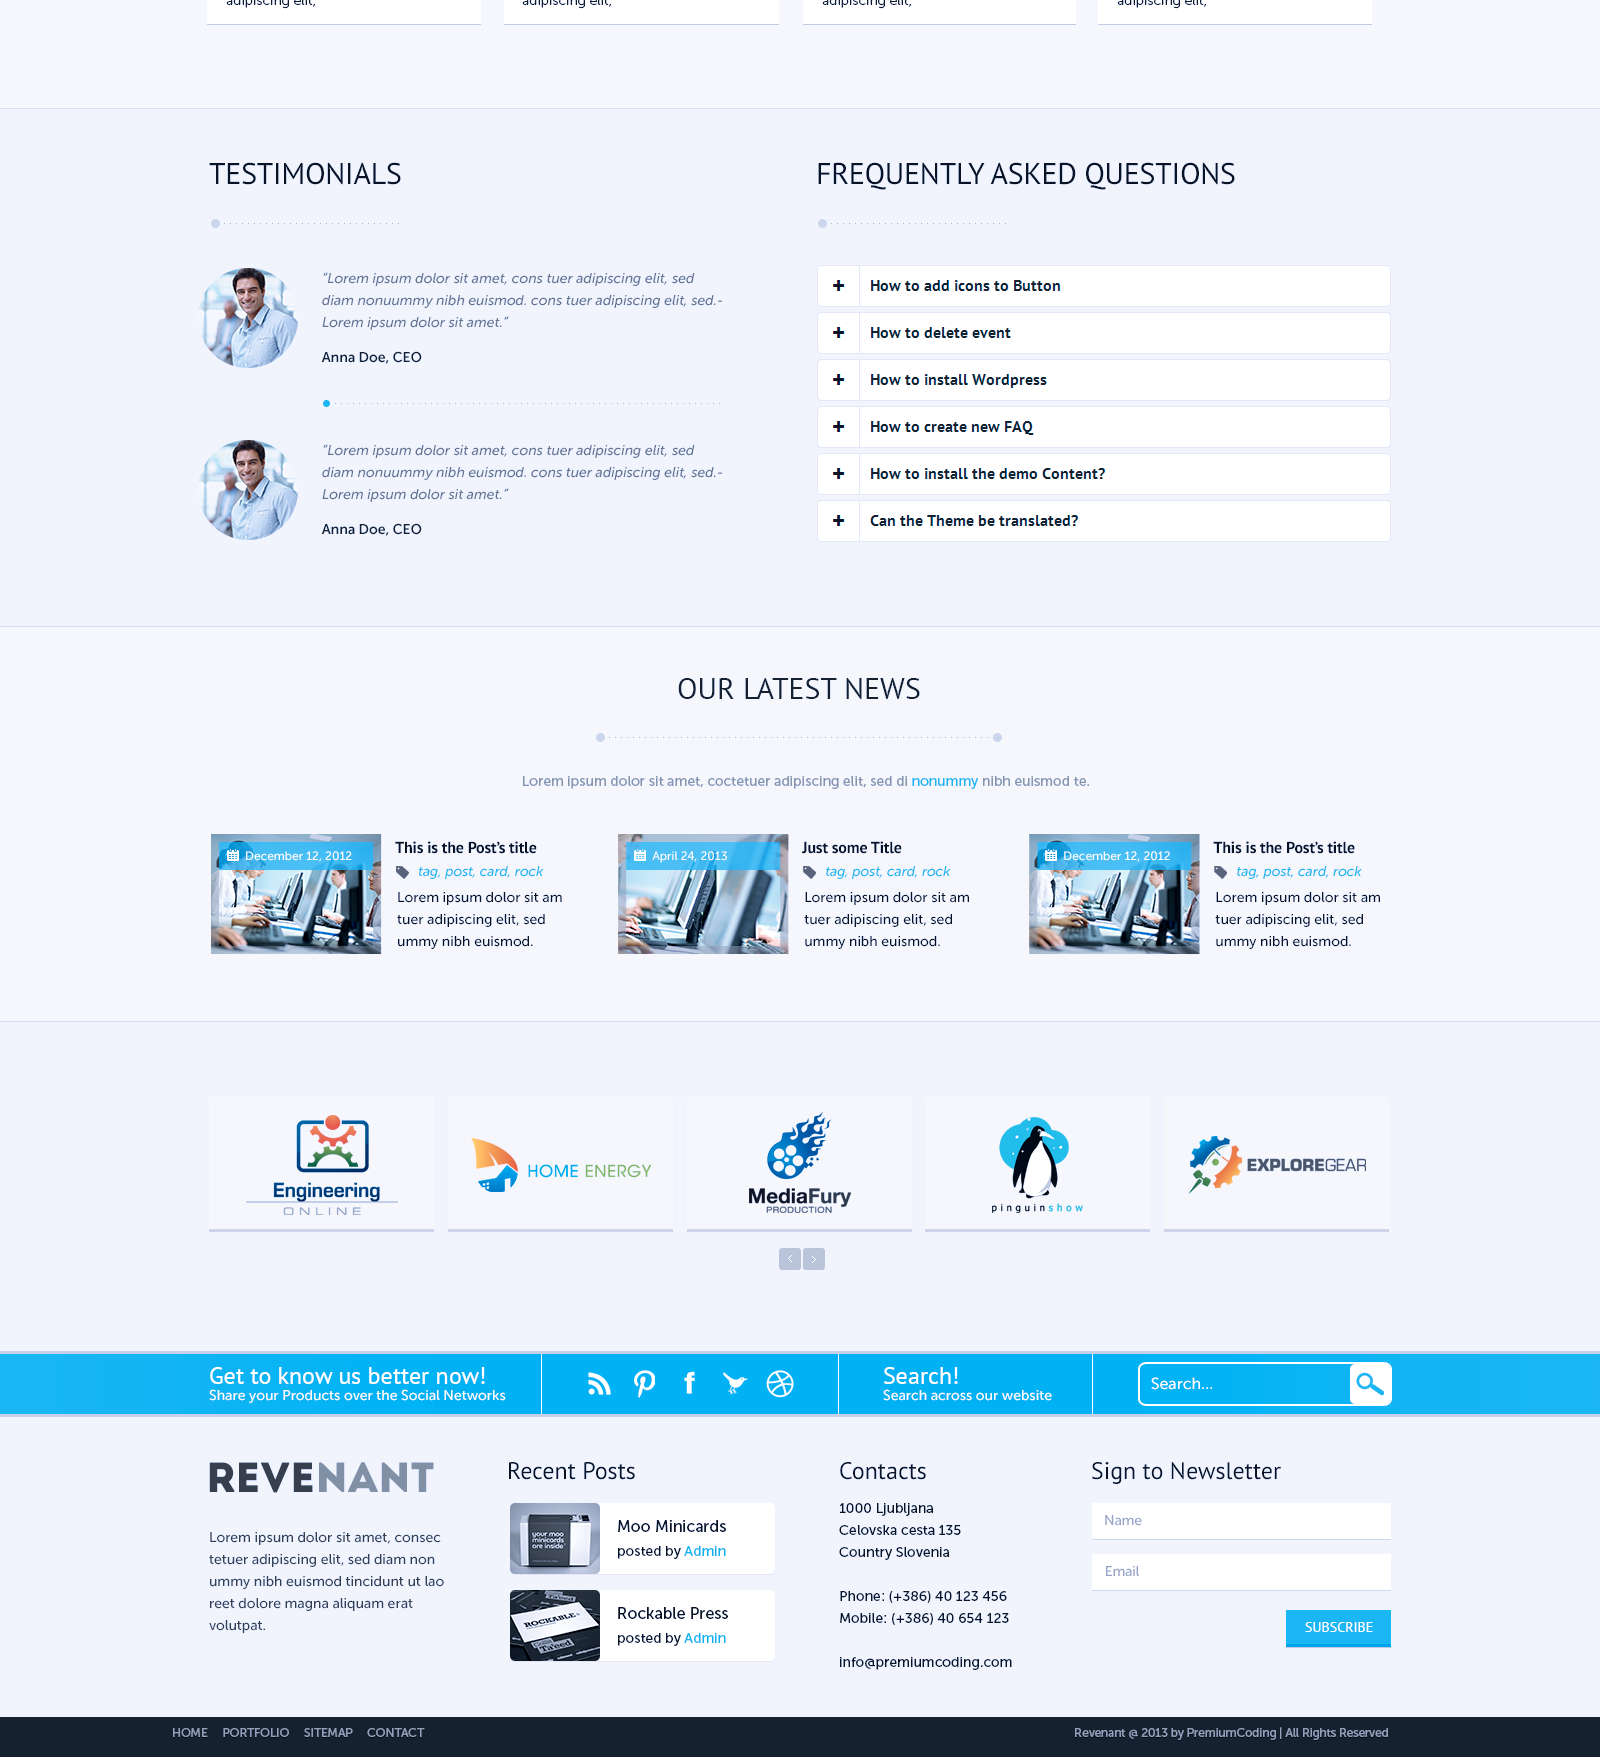 adipiscing elit,
adipiscing elit,
adipiscing elit,
adipiscing elit,
TESTIMONIALS
“Lorem ipsum dolor sit amet, cons tuer adipiscing elit, sed
diam nonuummy nibh euismod. cons tuer adipiscing elit, sed.-
Lorem ipsum dolor sit amet.”
Anna Doe, CEO
“Lorem ipsum dolor sit amet, cons tuer adipiscing elit, sed
diam nonuummy nibh euismod. cons tuer adipiscing elit, sed.-
Lorem ipsum dolor sit amet.”
Anna Doe, CEO
FREQUENTLY ASKED QUESTIONS
How to add icons to Button
How to delete event
How to install Wordpress
How to create new FAQ
How to install the demo Content?
Can the Theme be translated?
OUR LATEST NEWS
Lorem ipsum dolor sit amet, coctetuer adipiscing elit, sed di nonummy nibh euismod te.
December 12, 2012
This is the Post’s title
tag, post, card, rock
Lorem ipsum dolor sit am
tuer adipiscing elit, sed
ummy nibh euismod.
April 24, 2013
Just some Title
tag, post, card, rock
Lorem ipsum dolor sit am
tuer adipiscing elit, sed
ummy nibh euismod.
December 12, 2012
This is the Post’s title
tag, post, card, rock
Lorem ipsum dolor sit am
tuer adipiscing elit, sed
ummy nibh euismod.
Engineering
ONLINE
HOME ENERGY
MediaFury
PRODUCTION
pinguinshow
EXPLOREGEAR
Get to know us better now!
Share your Products over the Social Networks
Search!
Search across our website
Search...
REVENANT
Lorem ipsum dolor sit amet, consec
tetuer adipiscing elit, sed diam non
ummy nibh euismod tincidunt ut lao
reet dolore magna aliquam erat
volutpat.
Recent Posts
your moo
minicards
are inside
Moo Minicards
posted by Admin
ROCKABLE
Rockable Press
posted by Admin
Contacts
1000 Ljubljana
Celovska cesta 135
Country Slovenia
Phone: (+386) 40 123 456
Mobile: (+386) 40 654 123
info@premiumcoding.com
Sign to Newsletter
Name
Email
SUBSCRIBE
HOME PORTFOLIO SITEMAP CONTACT
Revenant @ 2013 by PremiumCoding | All Rights Reserved